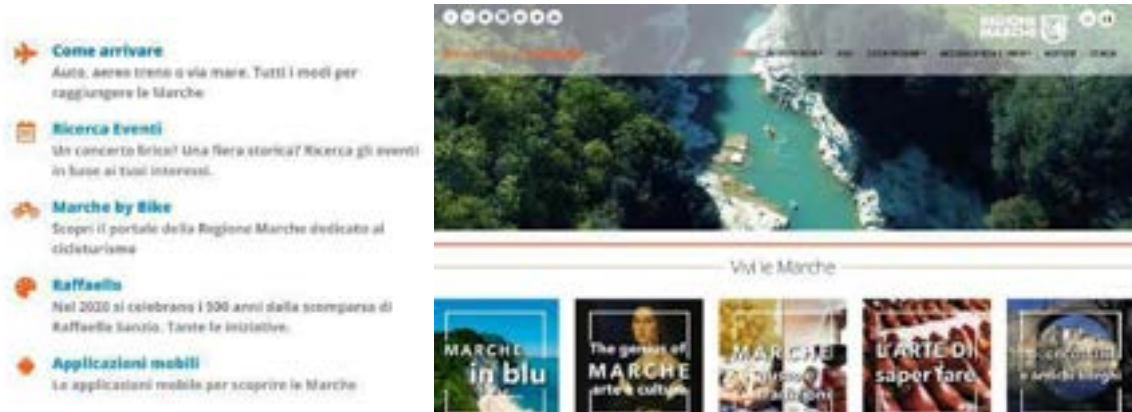 Come arrivare
Auto, aereo treno o via mare. Tutti i modi per
raggiungere le Marche
Ricerca Eventi
Un concerto lirico? Una fiera storica? Ricerca gli eventi
in base ai tuoi interessi.
Marche by Bike
Scopri il portale della Regione Marche dedicato al
cicloturismo
Raffaello
Nel 2020 si celebrano i 500 anni dalla scomparsa di
Raffaello Sanzio. Tante le iniziative.
Applicazioni mobili
Le applicazioni mobile per scoprire le Marche
REGIONE
MARCHE
Vivi le Marche
MARCHE
in blu
The genius of
MARCHE
arte e cultura
MARCHE
tradizioni
L'ARTE DI
saper fare
e antichi borghi